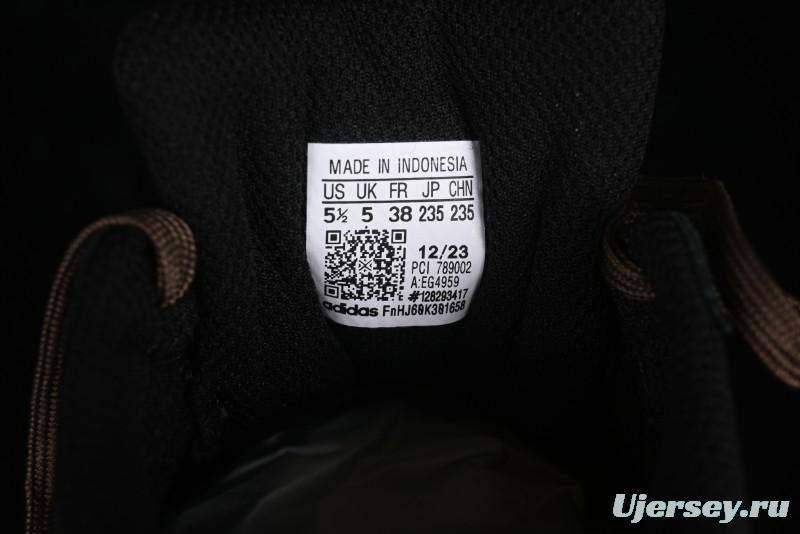 MADE IN INDONESIA
US UK FR JP CHN
5½ 5 38 235 235
12/23
PCI 789002
A:EG4959
#128293417
adidas FnHJ60K301658
Ujersey.ru